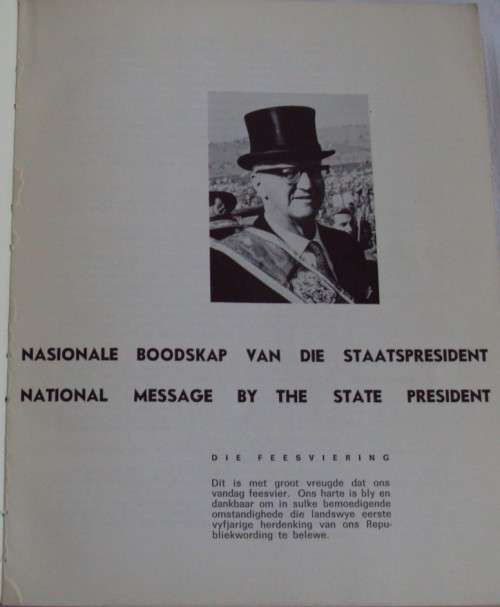 NASIONALE BOODSKAP VAN DIE STAATSPRESIDENT
NATIONAL MESSAGE BY THE STATE PRESIDENT
DIE FEESVIERING
Dit is met groot vreugde dat ons
vandag feesvier. Ons harte is bly en
dankbaar om in sulke bemoedigende
omstandighede die landswye eerste
vyfjarige herdenking van ons Repu-
bliekwording te belewe.